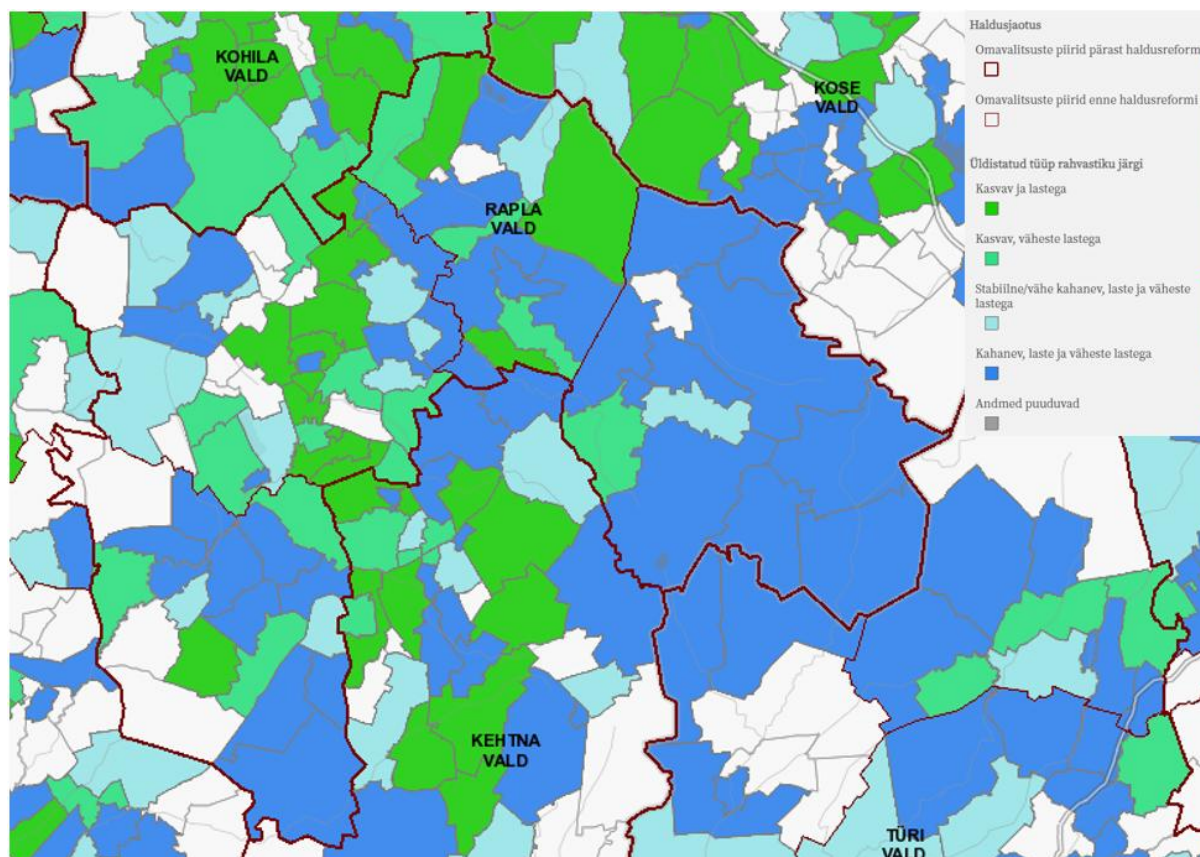 KOHILA
VALD
KOSE
VALD
RAPLA
VALD
KEHTNA
VALD
TÜRI
VALD
Haldusjaotus
Omavalitsuste piirid pärast haldusreformi
Omavalitsuste piirid enne haldusreformi
Üldistatud tüüp rahvastiku järgi
Kasvav ja lastega
Kasvav, väheste lastega
Stabiilne/vähe kahanev, laste ja väheste
lastega
Kahanev, laste ja väheste lastega
Andmed puuduvad